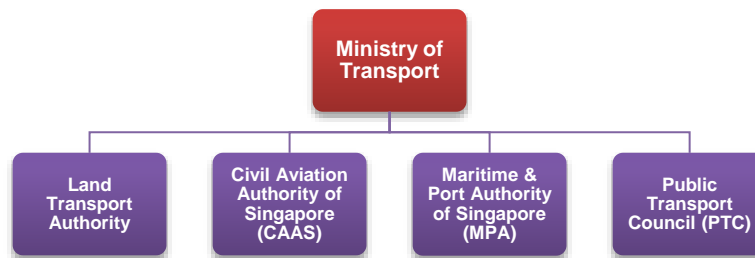 Ministry of
Transport
Land
Transport
Authority
Civil Aviation
Authority of
Singapore
(CAAS)
Maritime &
Port Authority
of Singapore
(MPA)
Public
Transport
Council (PTC)